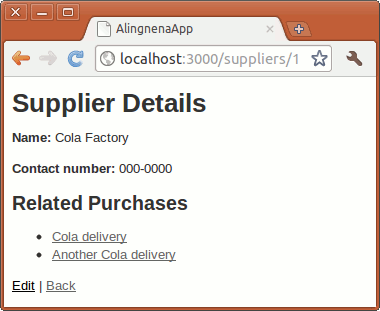 AlingnenaApp
localhost:3000/suppliers/1
Supplier Details
Name: Cola Factory
Contact number: 000-0000
Related Purchases
• Cola delivery
• Another Cola delivery
Edit | Back